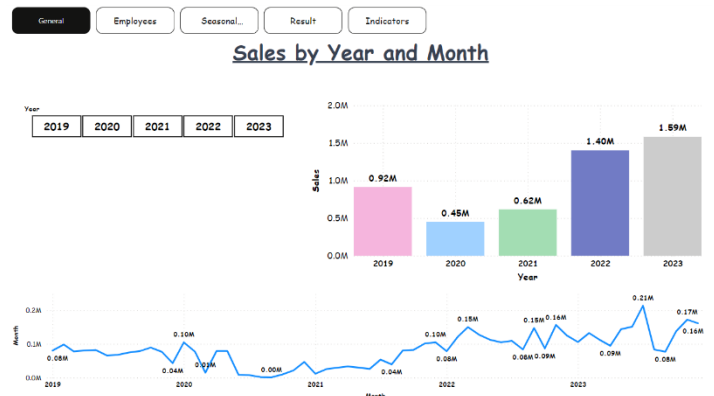 General Employees Seasonal... Result Indicators
Sales by Year and Month
Year
2019 2020 2021 2022 2023
2.0M
1.5M
1.0M
0.5M
0.0M
Sales
0.92M 0.45M 0.62M 1.40M 1.59M
2019 2020 2021 2022 2023
Year
0.2M
0.1M
0.0M
Month
0.08M 0.04M 0.10M 0.01M 0.00M 0.04M 0.10M 0.08M 0.15M 0.08M 0.15M 0.09M 0.16M 0.09M 0.21M 0.08M 0.17M 0.16M
2019 2020 2021 2022 2023
Month